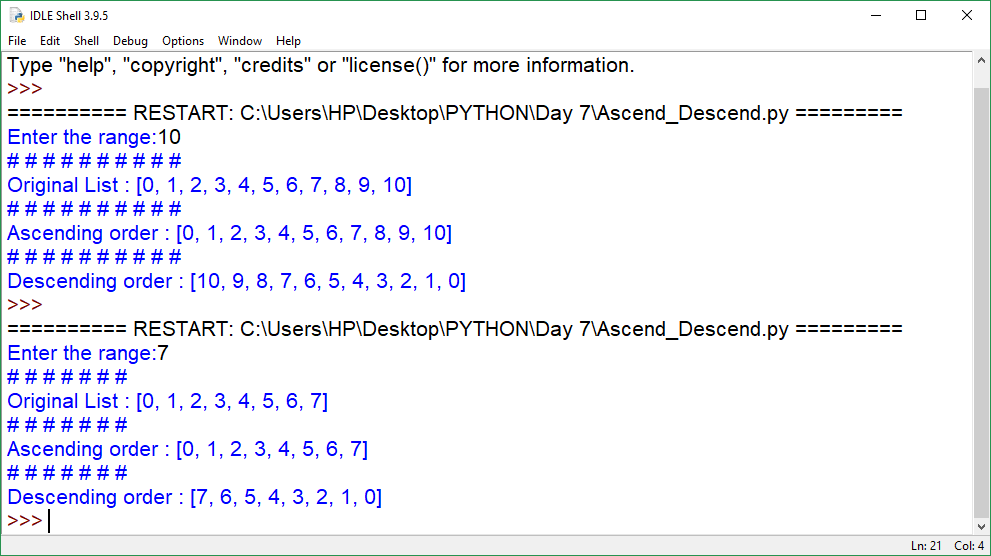 IDLE Shell 3.9.5
File Edit Shell Debug Options Window Help
Type "help", "copyright", "credits" or "license()" for more information.
>>>
========== RESTART: C:\Users\HP\Desktop\PYTHON\Day 7\Ascend_Descend.py =========
Enter the range:10
# # # # # # # # # #
Original List : [0, 1, 2, 3, 4, 5, 6, 7, 8, 9, 10]
# # # # # # # # # #
Ascending order : [0, 1, 2, 3, 4, 5, 6, 7, 8, 9, 10]
# # # # # # # # # #
Descending order : [10, 9, 8, 7, 6, 5, 4, 3, 2, 1, 0]
>>>
========== RESTART: C:\Users\HP\Desktop\PYTHON\Day 7\Ascend_Descend.py =========
Enter the range:7
# # # # # # #
Original List : [0, 1, 2, 3, 4, 5, 6, 7]
# # # # # # #
Ascending order : [0, 1, 2, 3, 4, 5, 6, 7]
# # # # # # #
Descending order : [7, 6, 5, 4, 3, 2, 1, 0]
>>>
Ln: 21 Col: 4